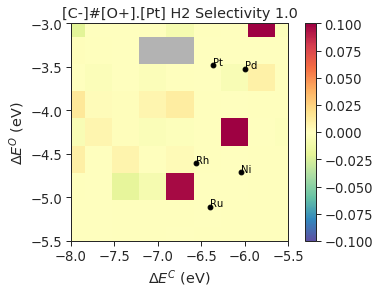 [C-]#[O+].[Pt] H2 Selectivity 1.0
ΔE^O (eV)
−3.0
−3.5
−4.0
−4.5
−5.0
−5.5
Pt
Pd
Rh
Ni
Ru
−8.0 −7.5 −7.0 −6.5 −6.0 −5.5
ΔE^C (eV)
0.100
0.075
0.050
0.025
0.000
−0.025
−0.050
−0.075
−0.100